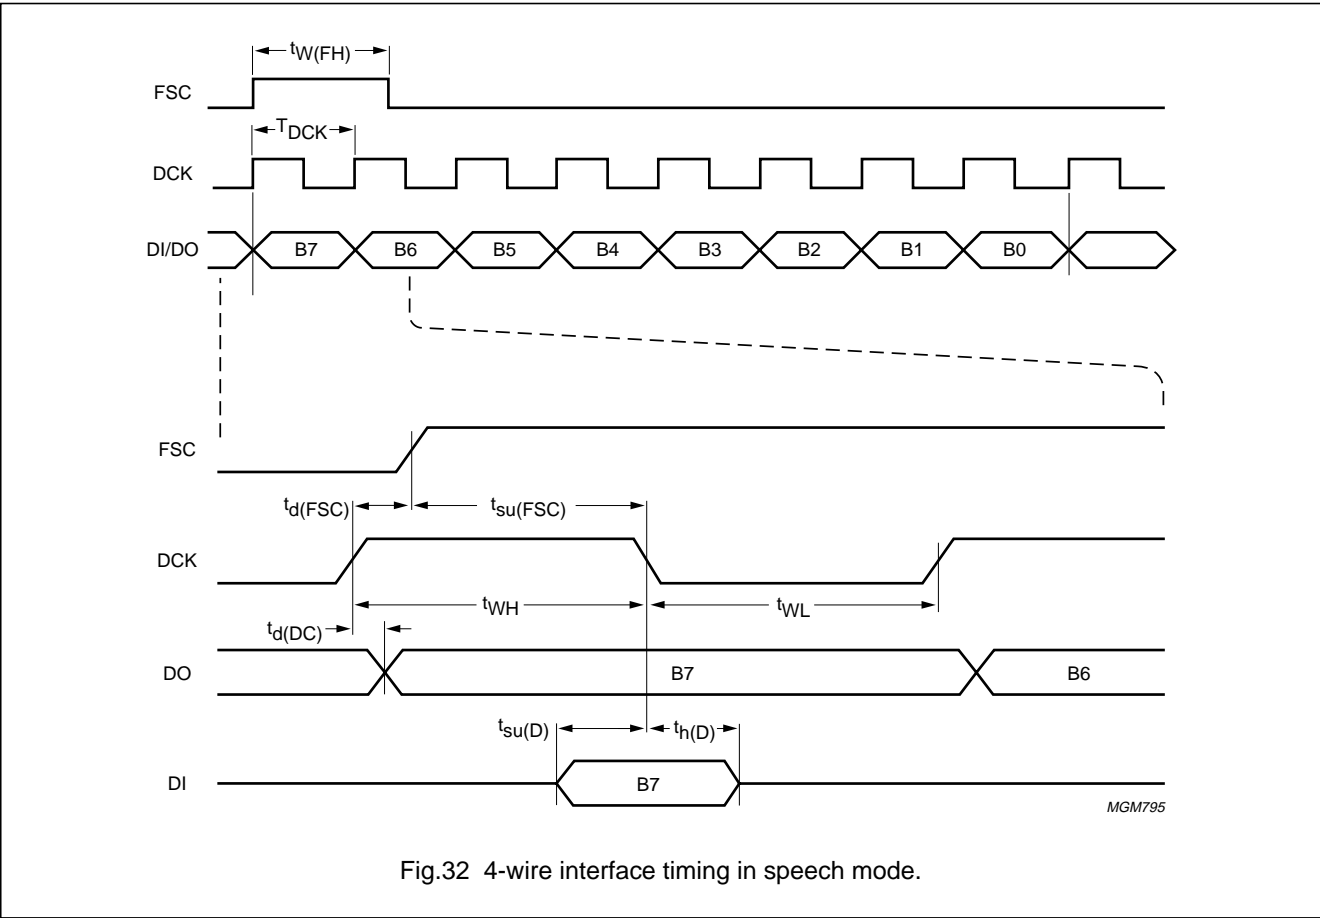 tW(FH)
FSC
TDCK
DCK
DI/DO B7 B6 B5 B4 B3 B2 B1 B0
FSC
td(FSC) tsu(FSC)
DCK
tWH tWL
td(DC)
DO B7 B6
tsu(D) th(D)
DI B7
MGM795
Fig.32 4-wire interface timing in speech mode.